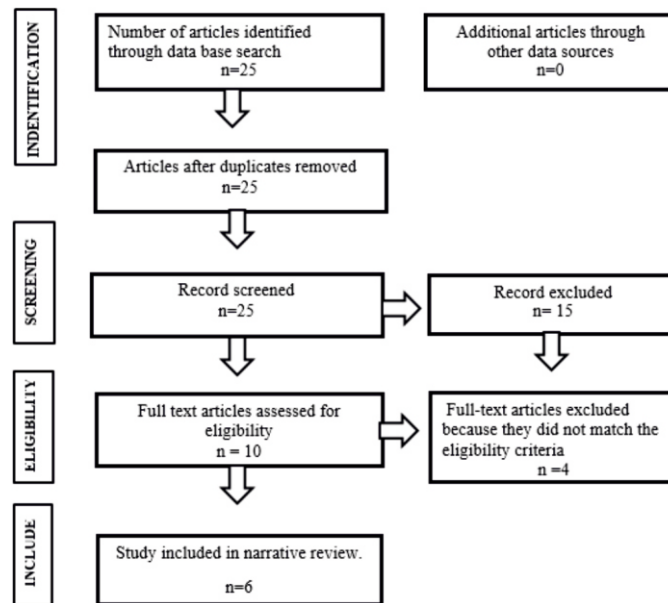 INDENTIFICATION
Number of articles identified
through data base search
n=25
Additional articles through
other data sources
n=0
Articles after duplicates removed
n=25
SCREENING
Record screened
n=25
Record excluded
n= 15
ELIGIBILITY
Full text articles assessed for
eligibility
n = 10
Full-text articles excluded
because they did not match the
eligibility criteria
n =4
INCLUDE
Study included in narrative review.
n=6